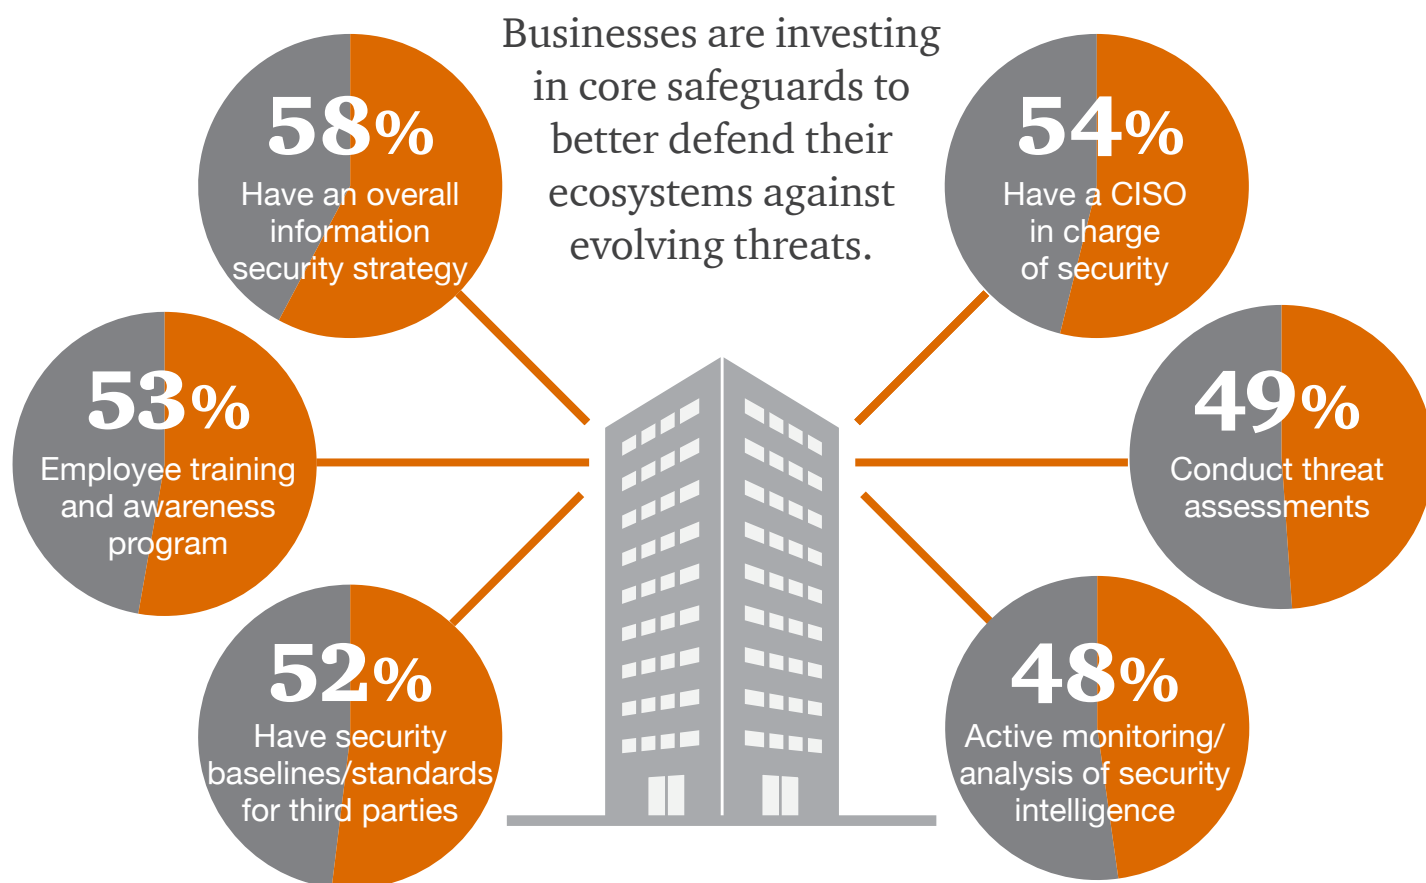 Businesses are investing
in core safeguards to
better defend their
ecosystems against
evolving threats.
58%
Have an overall
information
security strategy
54%
Have a CISO
in charge
of security
53%
Employee training
and awareness
program
49%
Conduct threat
assessments
52%
Have security
baselines/standards
for third parties
48%
Active monitoring/
analysis of security
intelligence